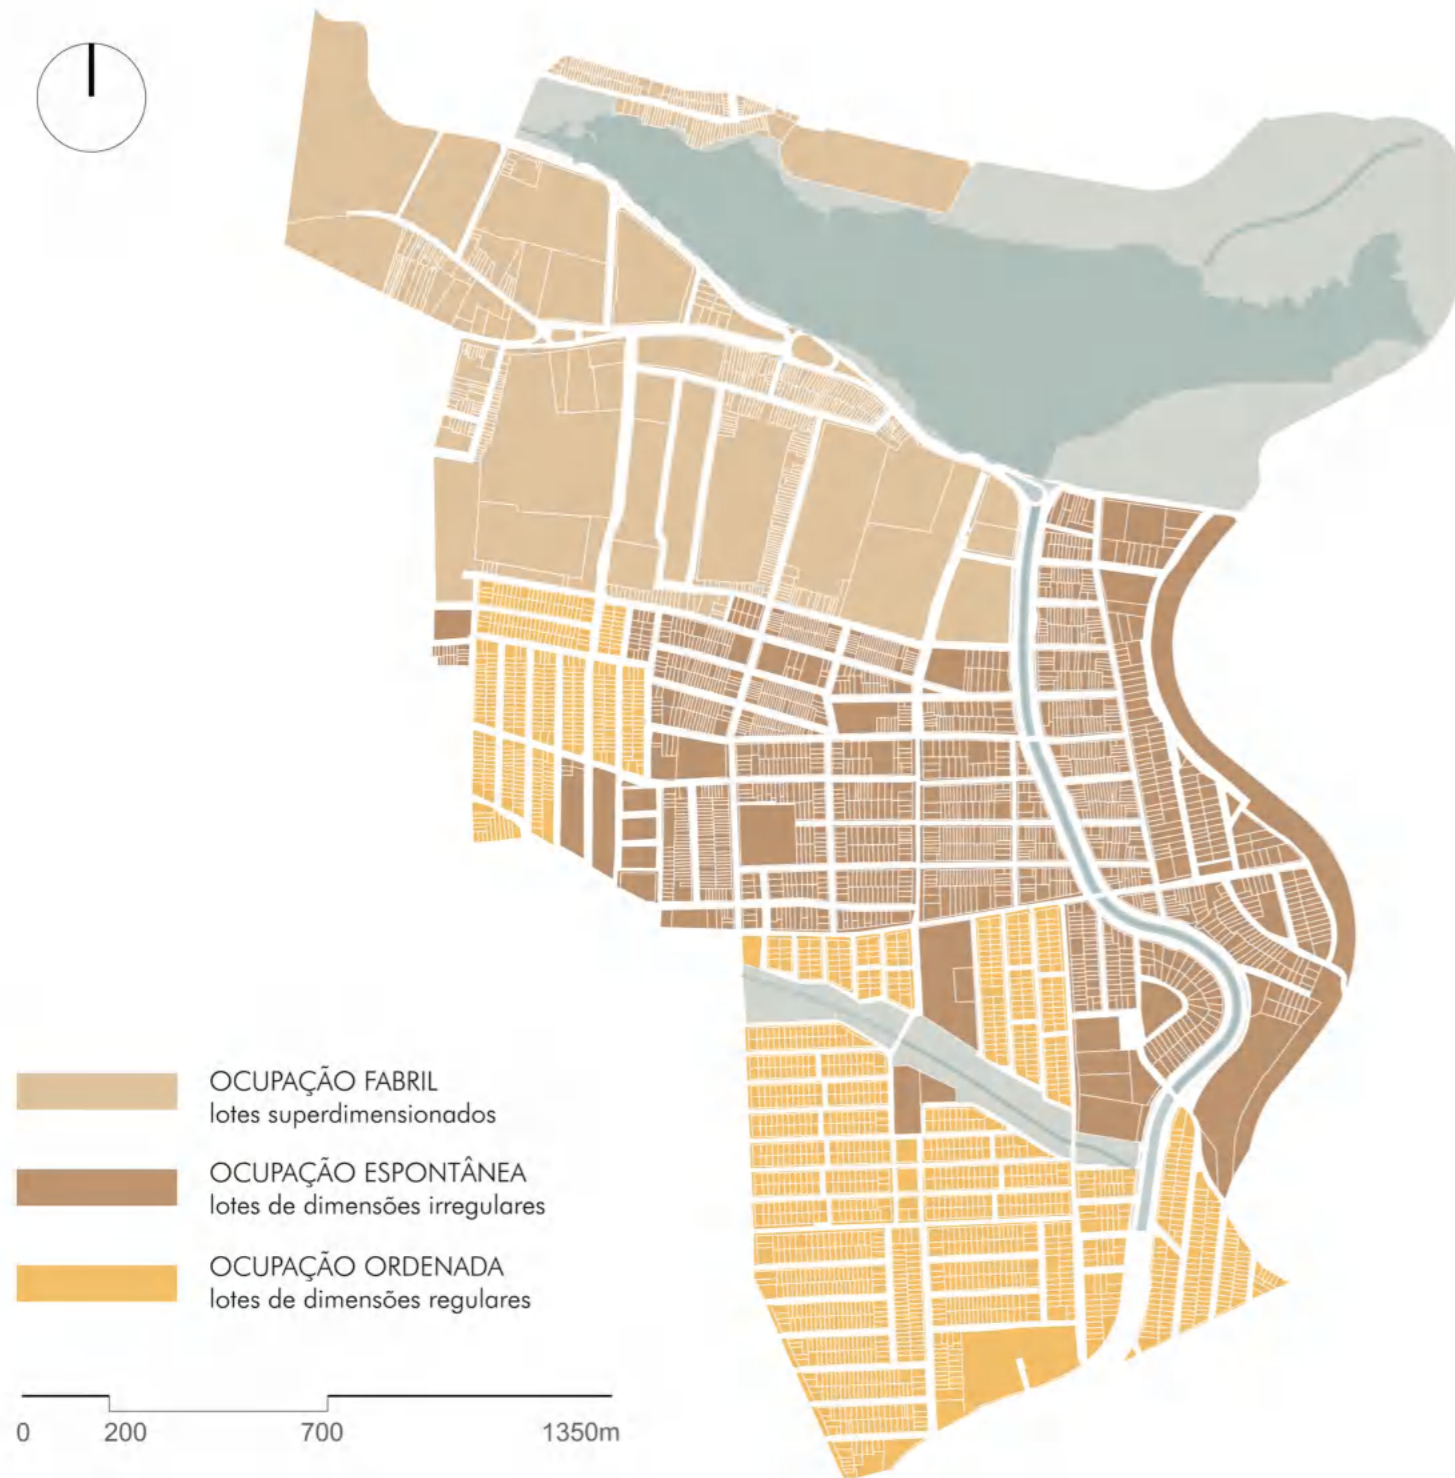 OCUPAÇÃO FABRIL
lotes superdimensionados
OCUPAÇÃO ESPONTÂNEA
lotes de dimensões irregulares
OCUPAÇÃO ORDENADA
lotes de dimensões regulares
0 200 700 1350m